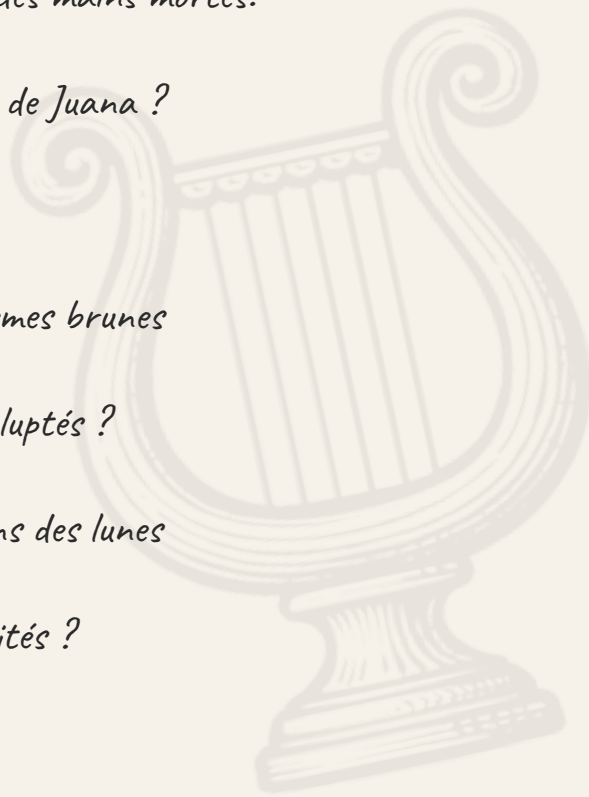 des mains mortes.
de Juana ?
mes brunes
luptés ?
ns des lunes
ités ?